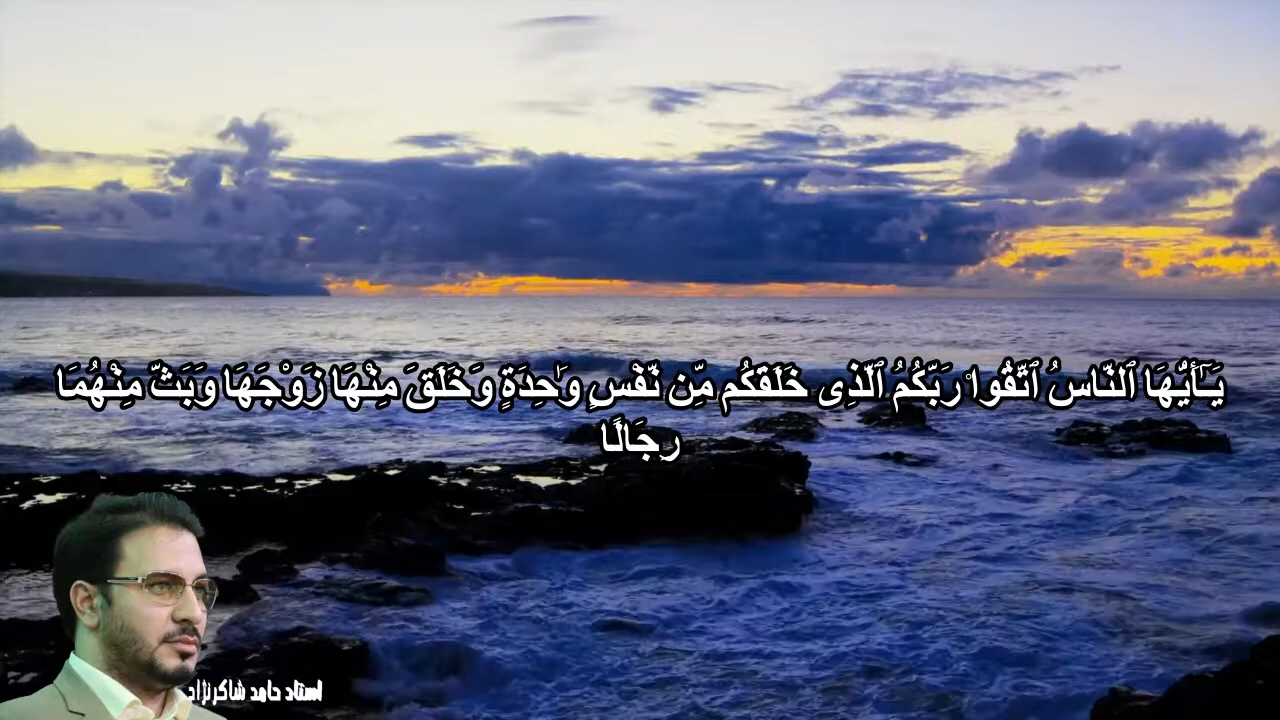 يَـٰٓأَيُّهَا ٱلنَّاسُ ٱتَّقُوا۟ رَبَّكُمُ ٱلَّذِى خَلَقَكُم مِّن نَّفْسٍ وَٰحِدَةٍ وَخَلَقَ مِنْهَا زَوْجَهَا وَبَثَّ مِنْهُمَا
رِجَالًا
استاد حامد شاکرنژاد